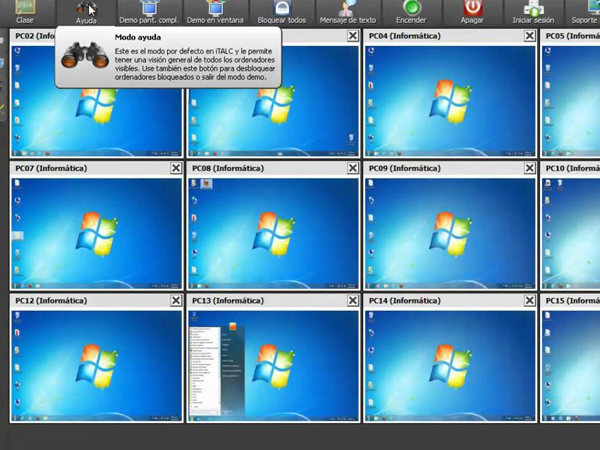 Clase
Ayuda
Demo pant. compl.
Demo en ventana
Bloquear todos
Mensaje de texto
Encender
Apagar
Iniciar sesión
Soporte
PC02 (Info
PC04 (Informática)
PC05 (Infor
Modo ayuda
Este es el modo por defecto en iTALC y le permite
tener una visión general de todos los ordenadores
visibles. Use también este botón para desbloquear
ordenadores bloqueados o salir del modo demo.
PC07 (Informática)
PC08 (Informática)
PC09 (Informática)
PC10 (Infor
PC12 (Informática)
PC13 (Informática)
PC14 (Informática)
PC15 (Infor